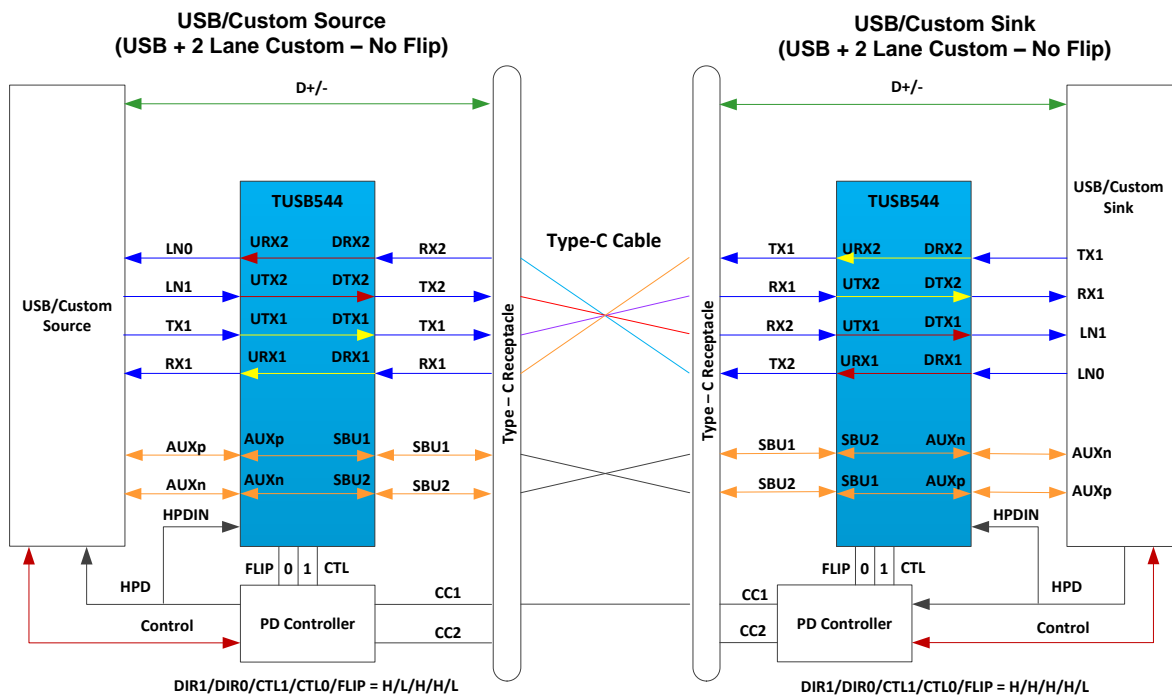 USB/Custom Source
(USB + 2 Lane Custom – No Flip)
USB/Custom Sink
(USB + 2 Lane Custom – No Flip)
D+/-
D+/-
TUSB544
TUSB544
USB/Custom
Sink
Type-C Cable
LN0
URX2
DRX2
RX2
TX1
URX2
DRX2
TX1
LN1
UTX2
DTX2
TX2
RX1
UTX2
DTX2
RX1
USB/Custom
Source
TX1
UTX1
DTX1
TX1
RX2
UTX1
DTX1
LN1
RX1
URX1
DRX1
RX1
TX2
URX1
DRX1
LN0
Type – C Receptacle
Type – C Receptacle
AUXp
AUXp
SBU1
SBU1
SBU1
SBU2
AUXn
AUXn
AUXn
AUXn
SBU2
SBU2
SBU2
SBU1
AUXp
AUXp
HPDIN
HPDIN
FLIP
0
1
CTL
FLIP
0
1
CTL
HPD
CC1
CC1
HPD
Control
PD Controller
CC2
CC2
PD Controller
Control
DIR1/DIR0/CTL1/CTL0/FLIP = H/L/H/H/L
DIR1/DIR0/CTL1/CTL0/FLIP = H/H/H/H/L